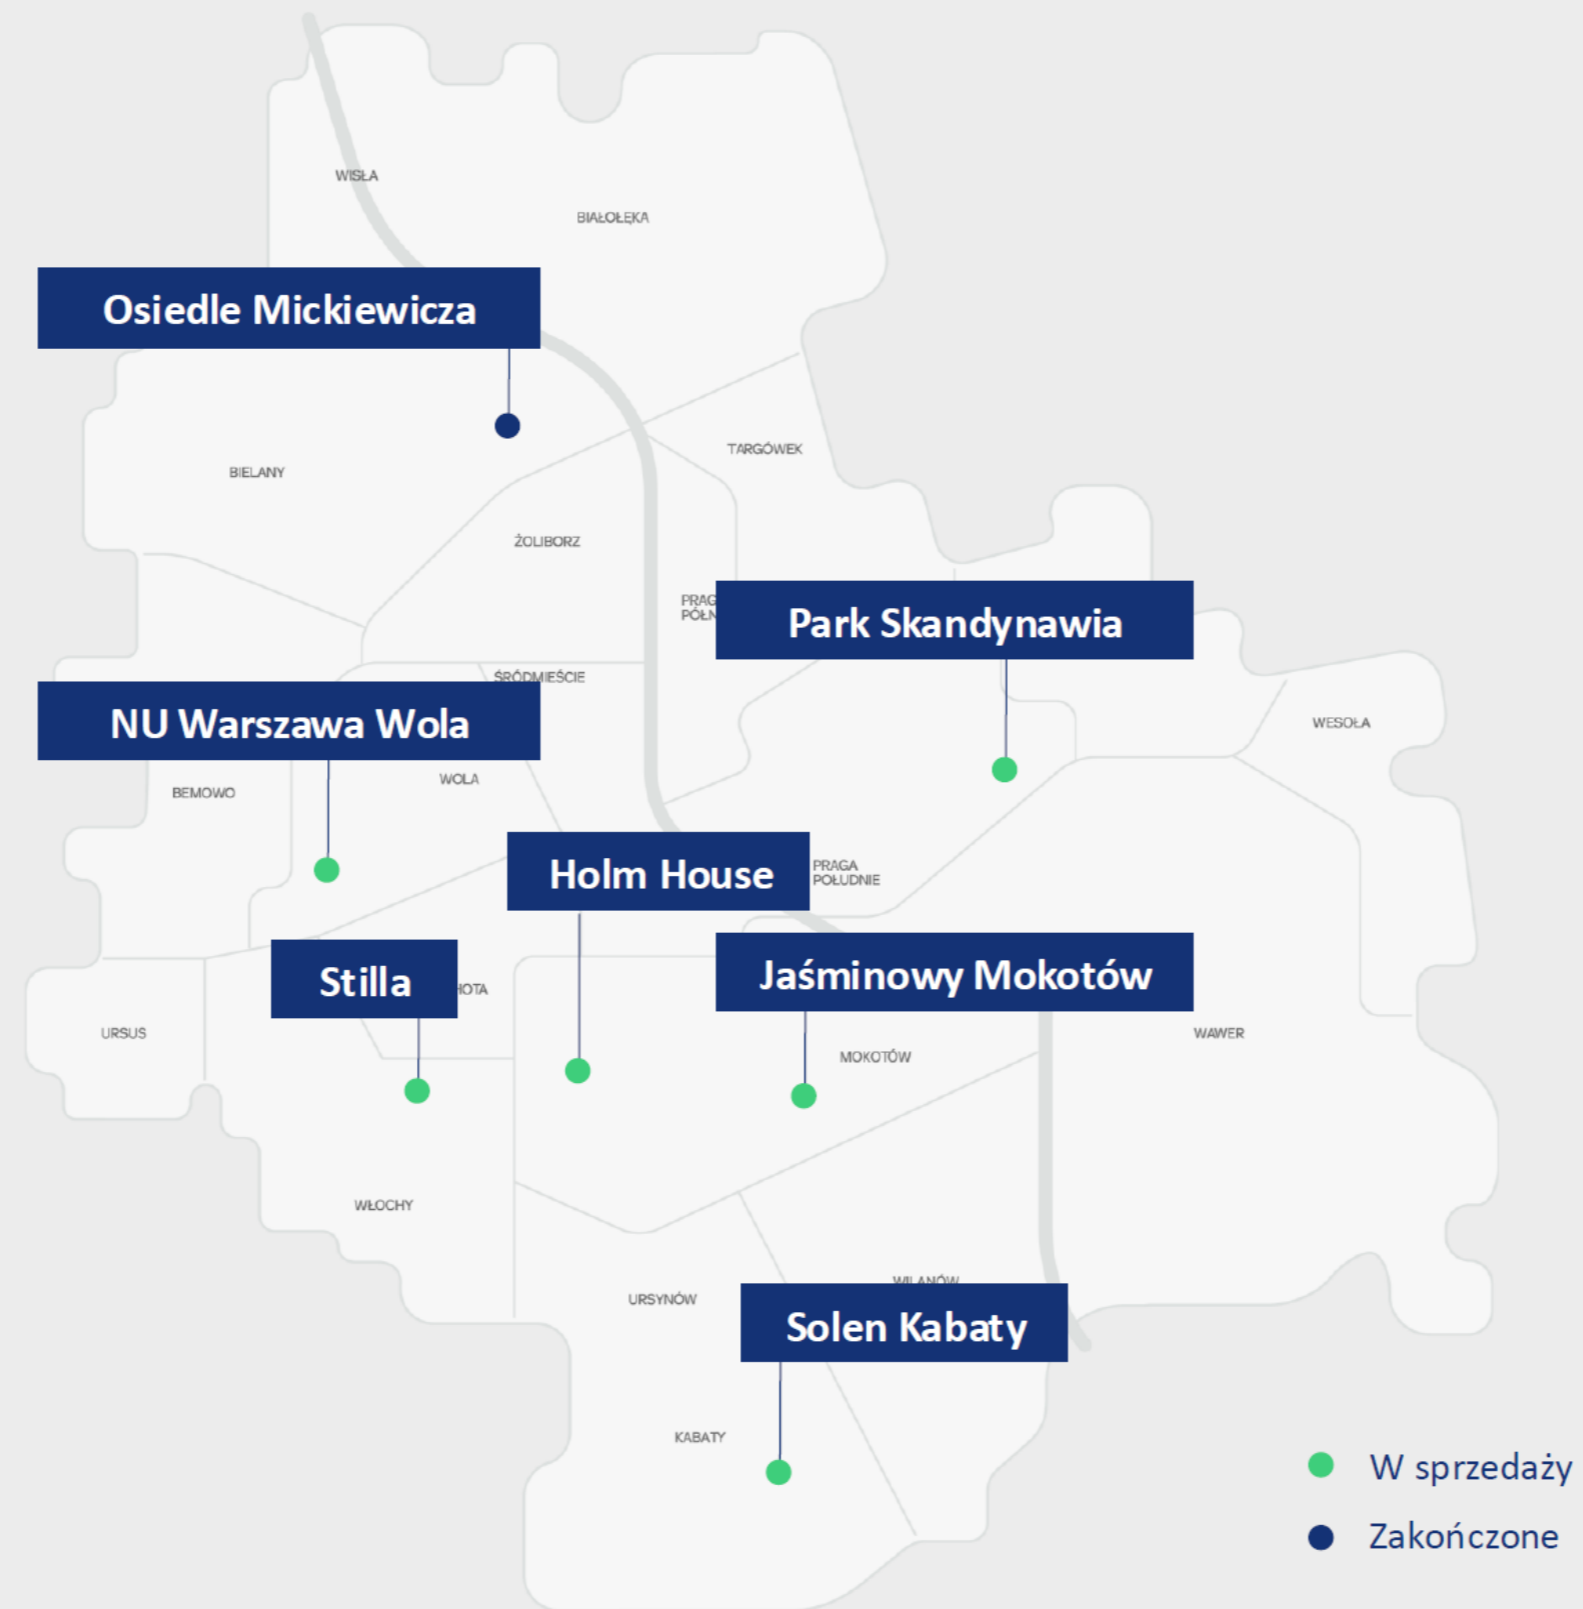 WISŁA
BIAŁOŁĘKA
Osiedle Mickiewicza
TARGÓWEK
BIELANY
ŻOLIBORZ
Park Skandynawia
ŚRÓDMIEŚCIE
NU Warszawa Wola
WESOŁA
WOLA
BEMOWO
Holm House
PRAGA
POŁUDNIE
Jaśminowy Mokotów
Stilla
URSUS
WAWER
MOKOTÓW
WŁOCHY
WILANÓW
URSYNÓW
Solen Kabaty
KABATY
W sprzedaży
Zakończone